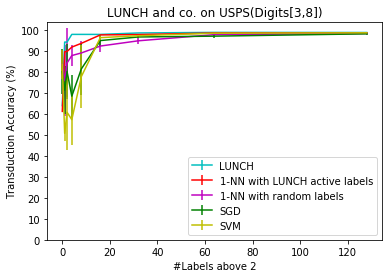 LUNCH and co. on USPS(Digits[3,8])
Transduction Accuracy (%)
100
90
80
70
60
50
40
30
20
10
0
0 20 40 60 80 100 120
#Labels above 2
LUNCH
1-NN with LUNCH active labels
1-NN with random labels
SGD
SVM